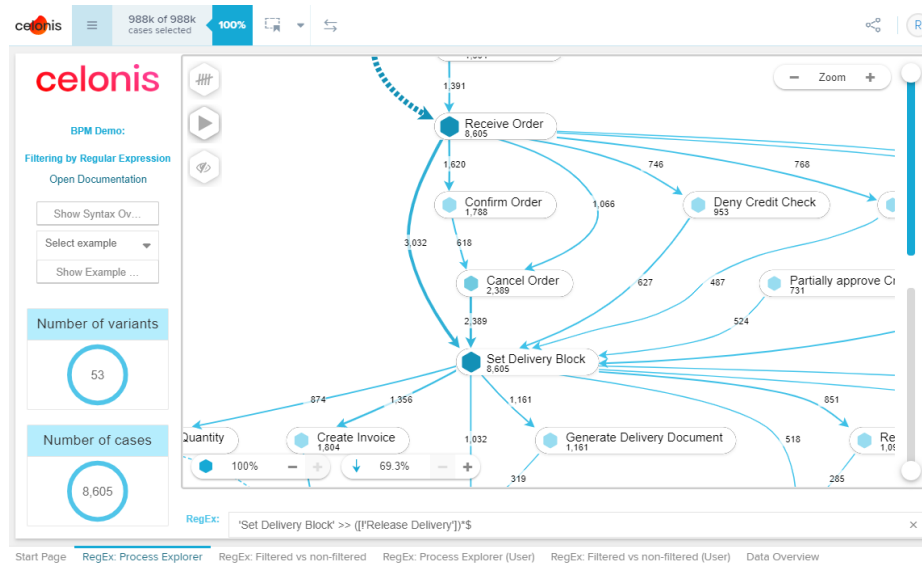 celonis
988k of 988k
cases selected
100%
R
celonis
BPM Demo:
Filtering by Regular Expression
Open Documentation
Show Syntax Ov...
Select example
Show Example ...
Number of variants
53
Number of cases
8,605
Zoom
1,391
Receive Order
8,605
1,620
746
768
Confirm Order
1,788
1,066
Deny Credit Check
953
3,032
618
Cancel Order
2,389
627
487
Partially approve Cr
731
2,389
524
Set Delivery Block
8,605
874
1,356
1,161
851
Quantity
Create Invoice
1,804
1,032
Generate Delivery Document
1,161
518
Re
100%
69.3%
319
285
RegEx:
'Set Delivery Block' >> ([!'Release Delivery'])*$
Start Page
RegEx: Process Explorer
RegEx: Filtered vs non-filtered
RegEx: Process Explorer (User)
RegEx: Filtered vs non-filtered (User)
Data Overview